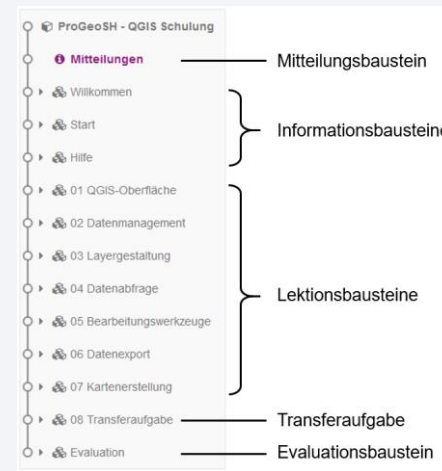 ProGeoSH - QGIS Schulung
Mitteilungen
Mitteilungsbaustein
Willkommen
Start
Informationsbausteine
Hilfe
01 QGIS-Oberfläche
02 Datenmanagement
03 Layergestaltung
04 Datenabfrage
Lektionsbausteine
05 Bearbeitungswerkzeuge
06 Datenexport
07 Kartenerstellung
08 Transferaufgabe
Transferaufgabe
Evaluation
Evaluationsbaustein